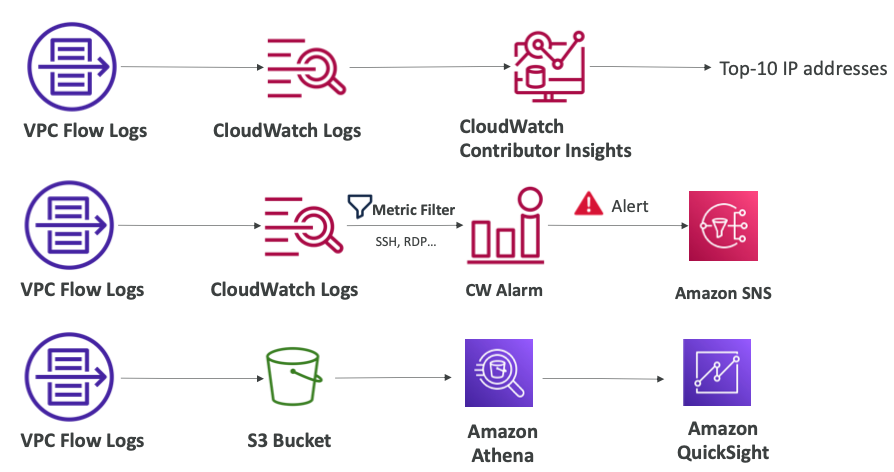 Top-10 IP addresses
VPC Flow Logs
CloudWatch Logs
CloudWatch
Contributor Insights
Metric Filter
SSH, RDP...
Alert
VPC Flow Logs
CloudWatch Logs
CW Alarm
Amazon SNS
VPC Flow Logs
S3 Bucket
Amazon
Athena
Amazon
QuickSight